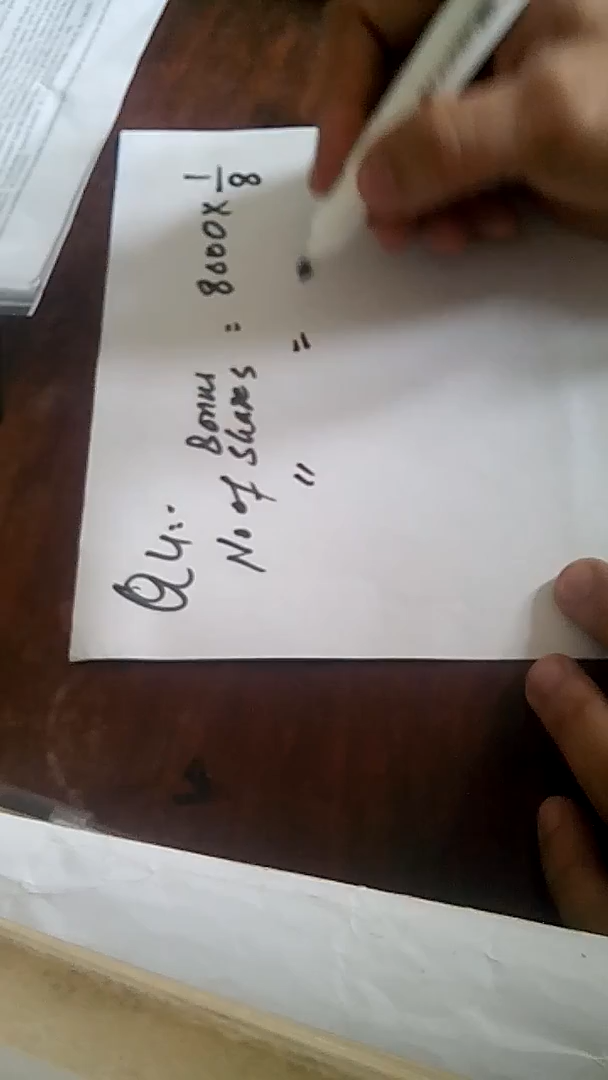 Q4:-
Bonus
No of Shares = 8000 × 1/8
" "